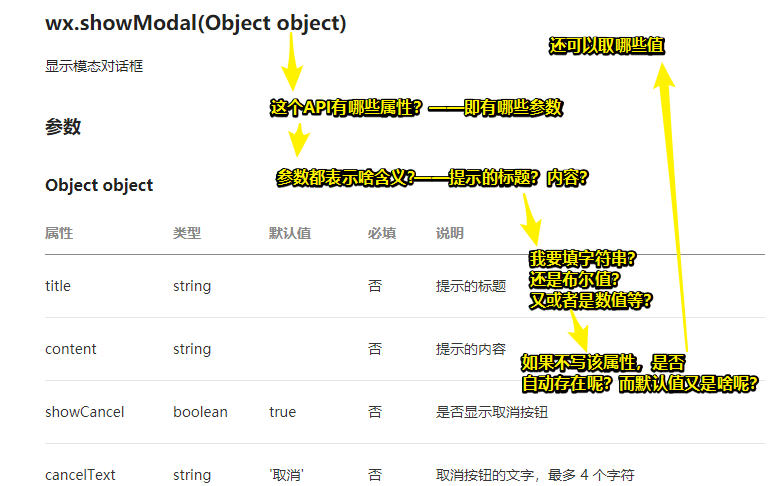 wx.showModal(Object object)
还可以取哪些值
显示模态对话框
这个API有哪些属性？——即有哪些参数
参数
参数都表示啥含义？——提示的标题？内容？
Object object
属性 类型 默认值 必填 说明
我要填字符串？
还是布尔值？
又或者是数值等？
title string 否 提示的标题
content string 否 提示的内容
如果不写该属性，是否
自动存在呢？而默认值又是啥呢？
showCancel boolean true 否 是否显示取消按钮
cancelText string '取消' 否 取消按钮的文字，最多 4 个字符